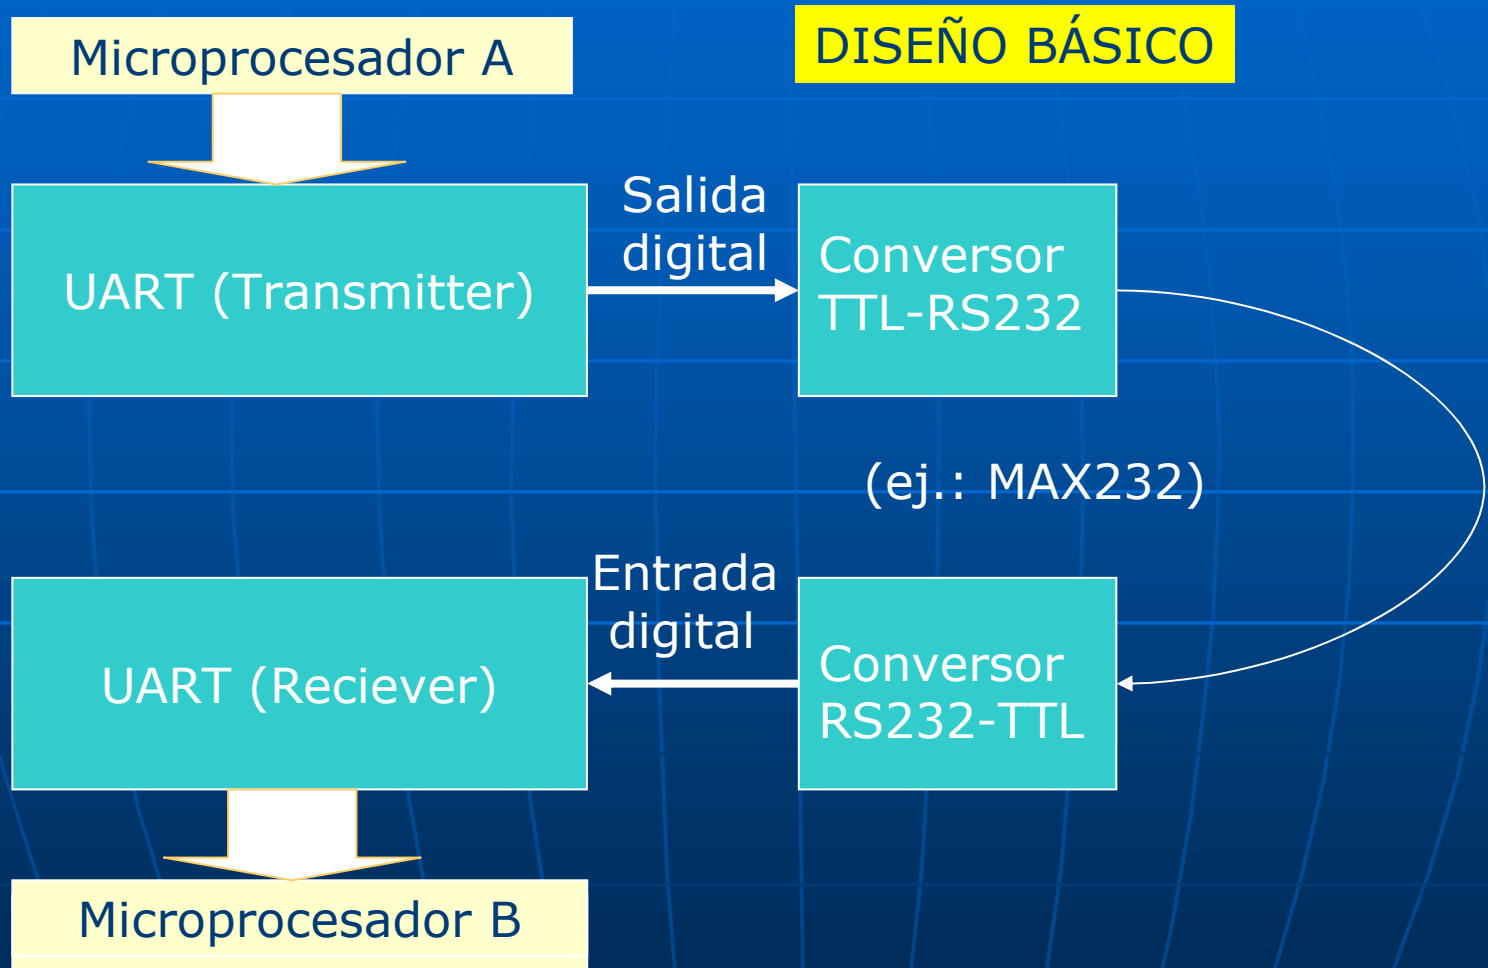 Microprocesador A
DISEÑO BÁSICO
UART (Transmitter)
Salida
digital
Conversor
TTL-RS232
(ej.: MAX232)
UART (Reciever)
Entrada
digital
Conversor
RS232-TTL
Microprocesador B